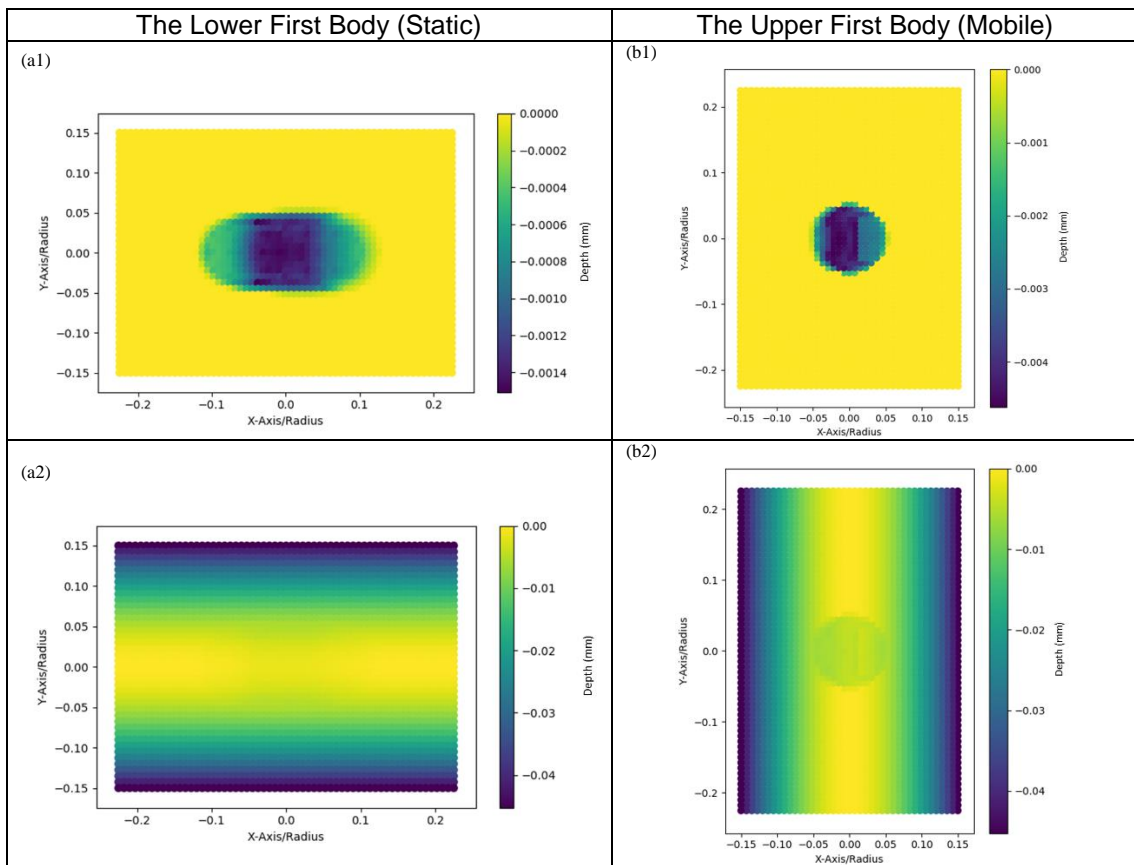 The Lower First Body (Static)
The Upper First Body (Mobile)
(a1)
0.15
0.10
0.05
0.00
−0.05
−0.10
−0.15
Y-Axis/Radius
−0.2 −0.1 0.0 0.1 0.2
X-Axis/Radius
0.0000
−0.0002
−0.0004
−0.0006
−0.0008
−0.0010
−0.0012
−0.0014
Depth (mm)
(b1)
0.2
0.1
0.0
−0.1
−0.2
Y-Axis/Radius
−0.15 −0.10 −0.05 0.00 0.05 0.10 0.15
X-Axis/Radius
0.000
−0.001
−0.002
−0.003
−0.004
Depth (mm)
(a2)
0.15
0.10
0.05
0.00
−0.05
−0.10
−0.15
Y-Axis/Radius
−0.2 −0.1 0.0 0.1 0.2
X-Axis/Radius
0.00
−0.01
−0.02
−0.03
−0.04
Depth (mm)
(b2)
0.2
0.1
0.0
−0.1
−0.2
Y-Axis/Radius
−0.15 −0.10 −0.05 0.00 0.05 0.10 0.15
X-Axis/Radius
0.00
−0.01
−0.02
−0.03
−0.04
Depth (mm)